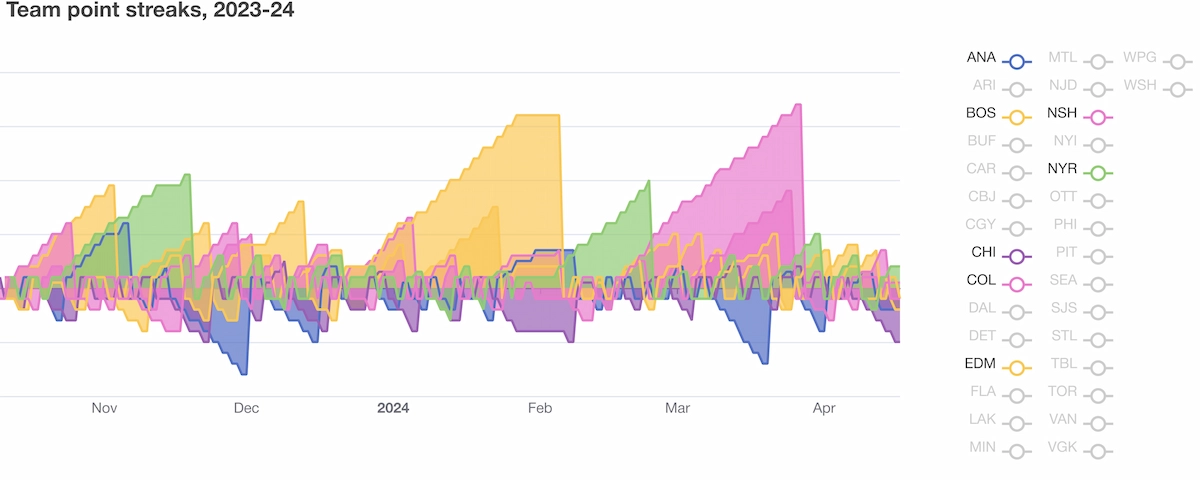 Team point streaks, 2023-24
ANA MTL WPG
ARI NJD WSH
BOS NSH
BUF NYI
CAR NYR
CBJ OTT
CGY PHI
CHI PIT
COL SEA
DAL SJS
DET STL
EDM TBL
FLA TOR
LAK VAN
MIN VGK
Nov Dec 2024 Feb Mar Apr